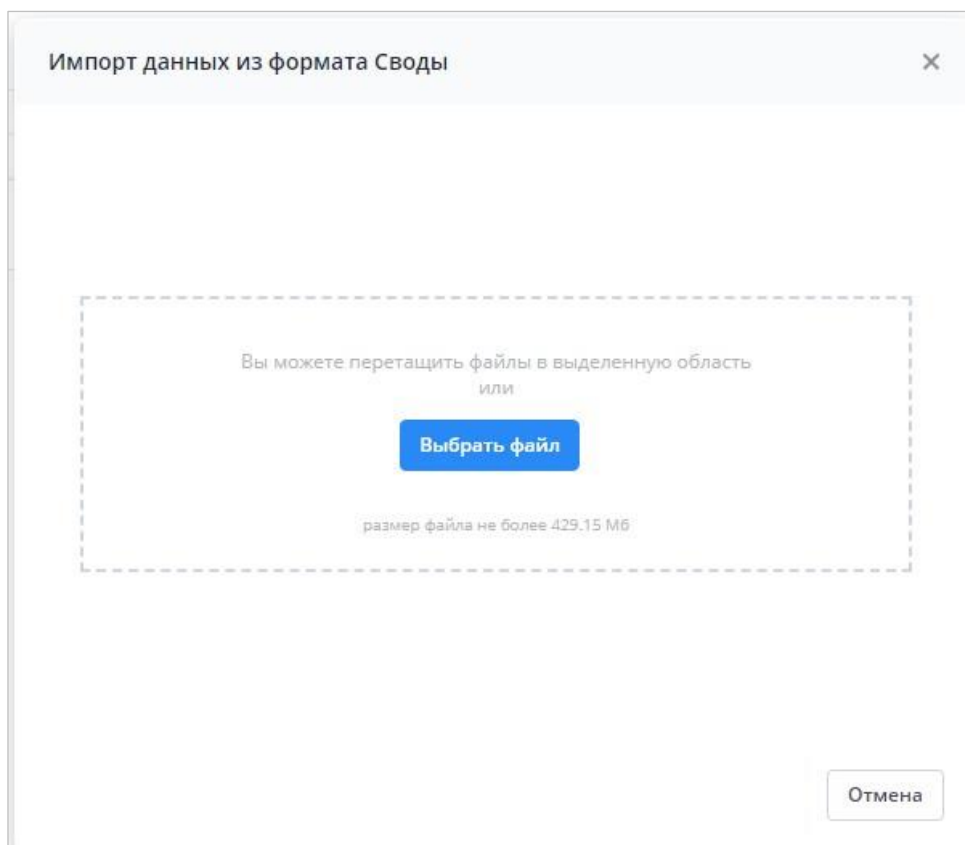 Импорт данных из формата Своды
Вы можете перетащить файлы в выделенную область
или
Выбрать файл
размер файла не более 429.15 Мб
Отмена